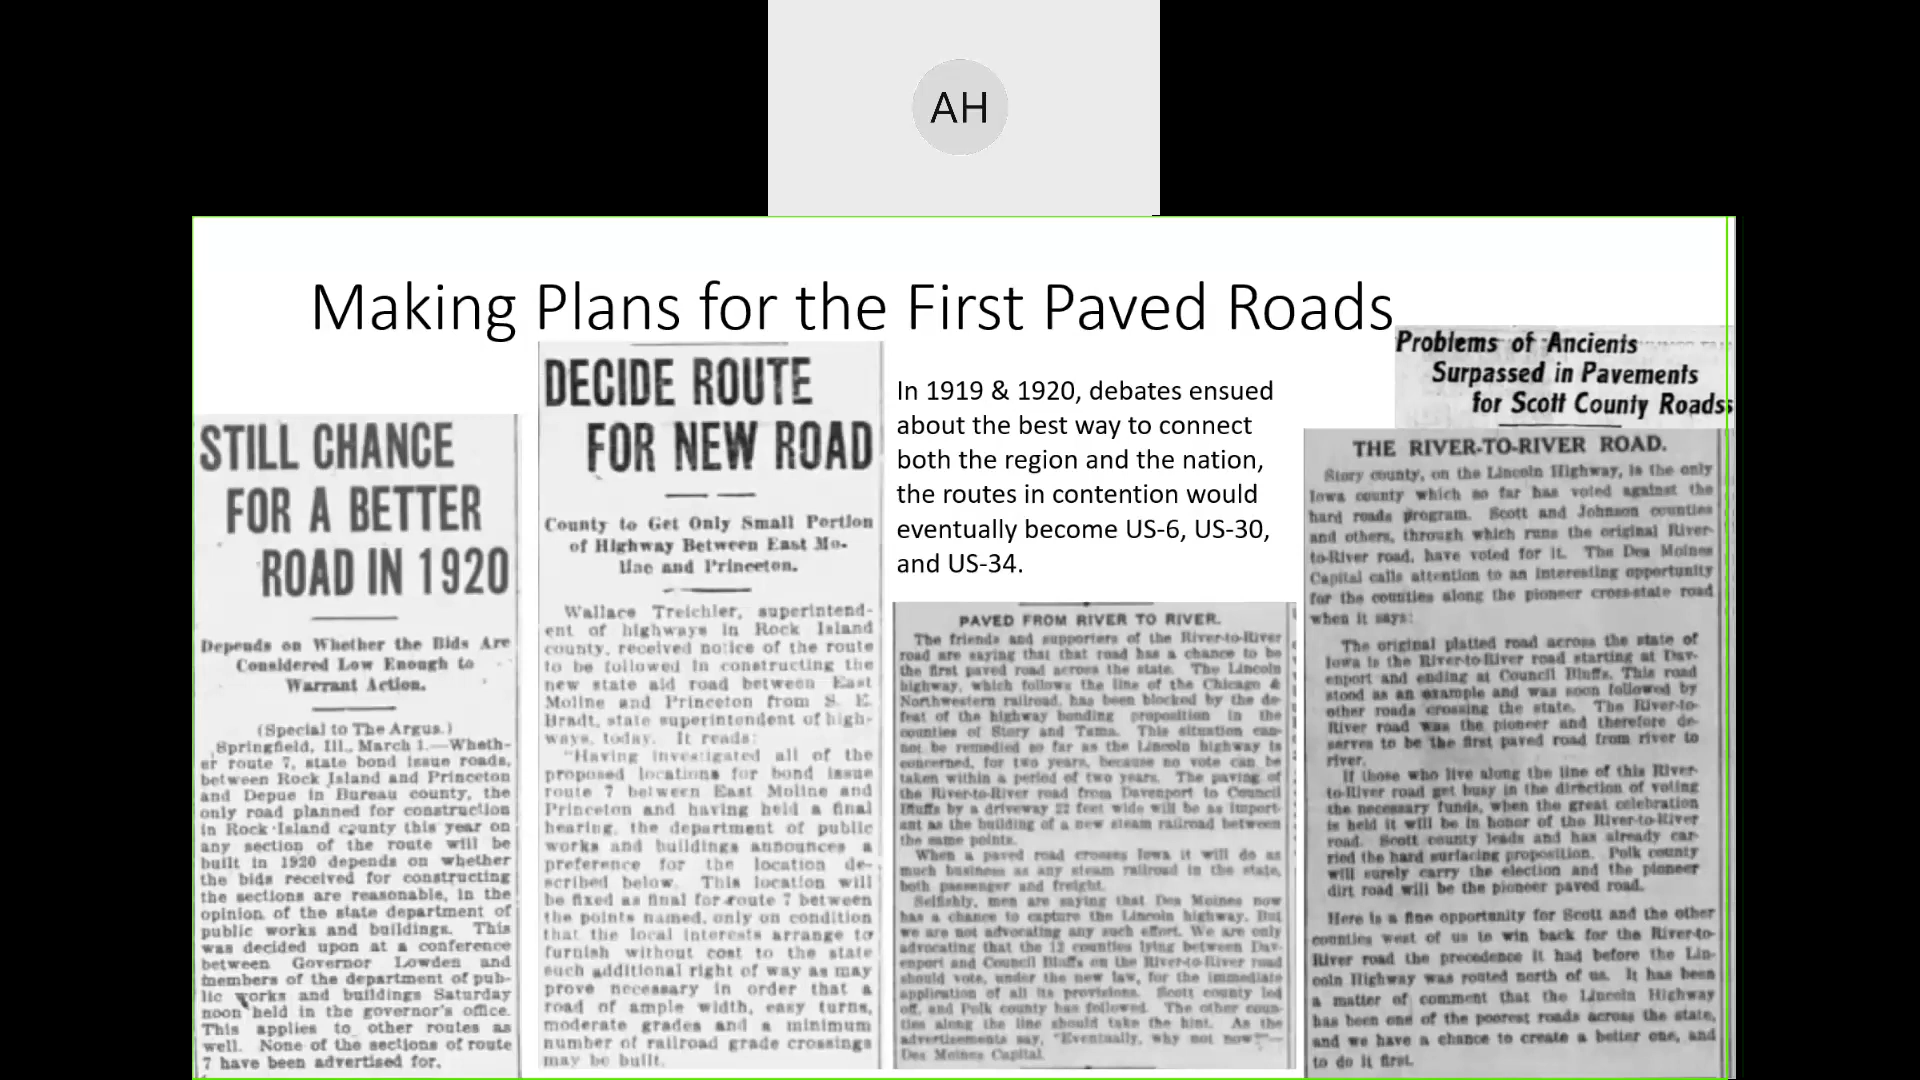 AH
Making Plans for the First Paved Roads
STILL CHANCE
FOR A BETTER
ROAD IN 1920
Depends on Whether the Bids Are
Considered Low Enough to
Warrant Action.
(Special to The Argus.)
Springfield, Ill., March 1.—Wheth-
er route 7, state bond issue roads,
between Rock Island and Princeton
and Depue in Bureau county, the
only road planned for construction
in Rock Island county this year on
any section of the route will be
built in 1920 depends on whether
the bids received for constructing
the sections are reasonable, in the
opinion of the state department of
public works and buildings. This
was decided upon at a conference
between Governor Lowden and
members of the department of pub-
lic works and buildings Saturday
noon held in the governor's office.
This applies to other routes as
well. None of the sections of route
7 have been advertised for.
DECIDE ROUTE
FOR NEW ROAD
County to Get Only Small Portion
of Highway Between East Mo-
line and Princeton.
Wallace Treichler, superintend-
ent of highways in Rock Island
county, received notice of the route
to be followed in constructing the
new state aid road between East
Moline and Princeton from S. E.
Bradt, state superintendent of high-
ways, today. It reads:
"Having investigated all of the
proposed locations for bond issue
route 7 between East Moline and
Princeton and having held a final
hearing, the department of public
works and buildings announces a
preference for the location de-
scribed below. This location will
be fixed as final for route 7 between
the points named, only on condition
that the local interests arrange to
furnish without cost to the state
such additional right of way as may
prove necessary in order that a
road of ample width, easy turns,
moderate grades and a minimum
number of railroad grade crossings
may be built.
In 1919 & 1920, debates ensued
about the best way to connect
both the region and the nation,
the routes in contention would
eventually become US-6, US-30,
and US-34.
PAVED FROM RIVER TO RIVER.
The friends and supporters of the River-to-River
road are saying that that road has a chance to be
the first paved road across the state. The Lincoln
highway, which follows the line of the Chicago &
Northwestern railroad, has been blocked by the de-
feat of the highway bonding proposition in the
counties of Story and Tama. This situation can-
not be remedied so far as the Lincoln highway is
concerned, for two years, because no vote can be
taken within a period of two years. The paving of
the River-to-River road from Davenport to Council
Bluffs by a driveway 22 feet wide will be as import-
ant as the building of a new steam railroad between
the same points.
When a paved road crosses Iowa it will do as
much business as any steam railroad in the state,
both passenger and freight.
Selfishly, men are saying that Des Moines now
has a chance to capture the Lincoln highway. But
we are not advocating any such effort. We are only
advocating that the 12 counties lying between Dav-
enport and Council Bluffs on the River-to-River road
should vote, under the new law, for the immediate
application of all its provisions. Scott county led
off, and Polk county has followed. The other coun-
ties along the line should take the hint. As the
advertisements say, "Eventually, why not now?"—
Des Moines Capital.
Problems of Ancients
Surpassed in Pavements
for Scott County Roads
THE RIVER-TO-RIVER ROAD.
Story county, on the Lincoln Highway, is the only
Iowa county which so far has voted against the
hard roads program. Scott and Johnson counties
and others, through which runs the original River-
to-River road, have voted for it. The Des Moines
Capital calls attention to an interesting opportunity
for the counties along the pioneer cross-state road
when it says:
The original platted road across the state of
Iowa is the River-to-River road starting at Dav-
enport and ending at Council Bluffs. This road
stood as an example and was soon followed by
other roads crossing the state. The River-to-
River road was the pioneer and therefore de-
serves to be the first paved road from river to
river.
If those who live along the line of this River-
to-River road get busy in the direction of voting
the necessary funds, when the great celebration
is held it will be in honor of the River-to-River
road. Scott county leads and has already car-
ried the hard surfacing proposition. Polk county
will surely carry the election and the pioneer
dirt road will be the pioneer paved road.
Here is a fine opportunity for Scott and the other
counties west of us to win back for the River-to-
River road the precedence it had before the Lin-
coln Highway was routed north of us. It has been
a matter of comment that the Lincoln Highway
has been one of the poorest roads across the state,
and we have a chance to create a better one, and
to do it first.